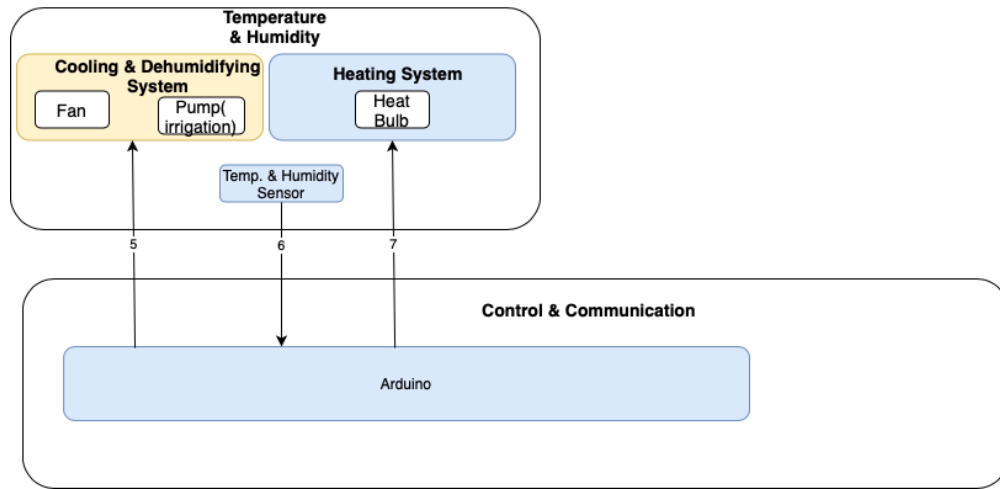 Temperature
& Humidity
Cooling & Dehumidifying
System
Heating System
Fan
Pump(
irrigation)
Heat
Bulb
Temp. & Humidity
Sensor
5
6
7
Control & Communication
Arduino